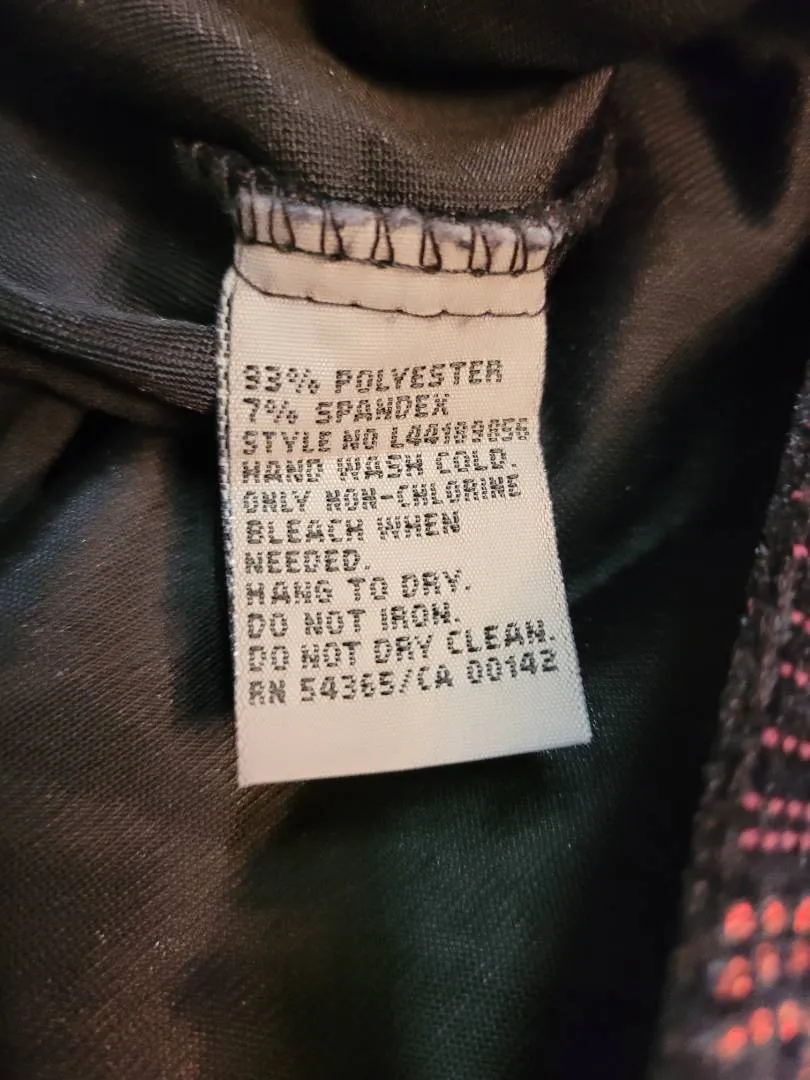 93% POLYESTER
7% SPANDEX
STYLE NO
HAND WASH COLD.
ONLY NON-CHLORINE
BLEACH WHEN
NEEDED.
HANG TO DRY.
DO NOT IRON.
DO NOT DRY CLEAN.
RN 54365/CA 00142